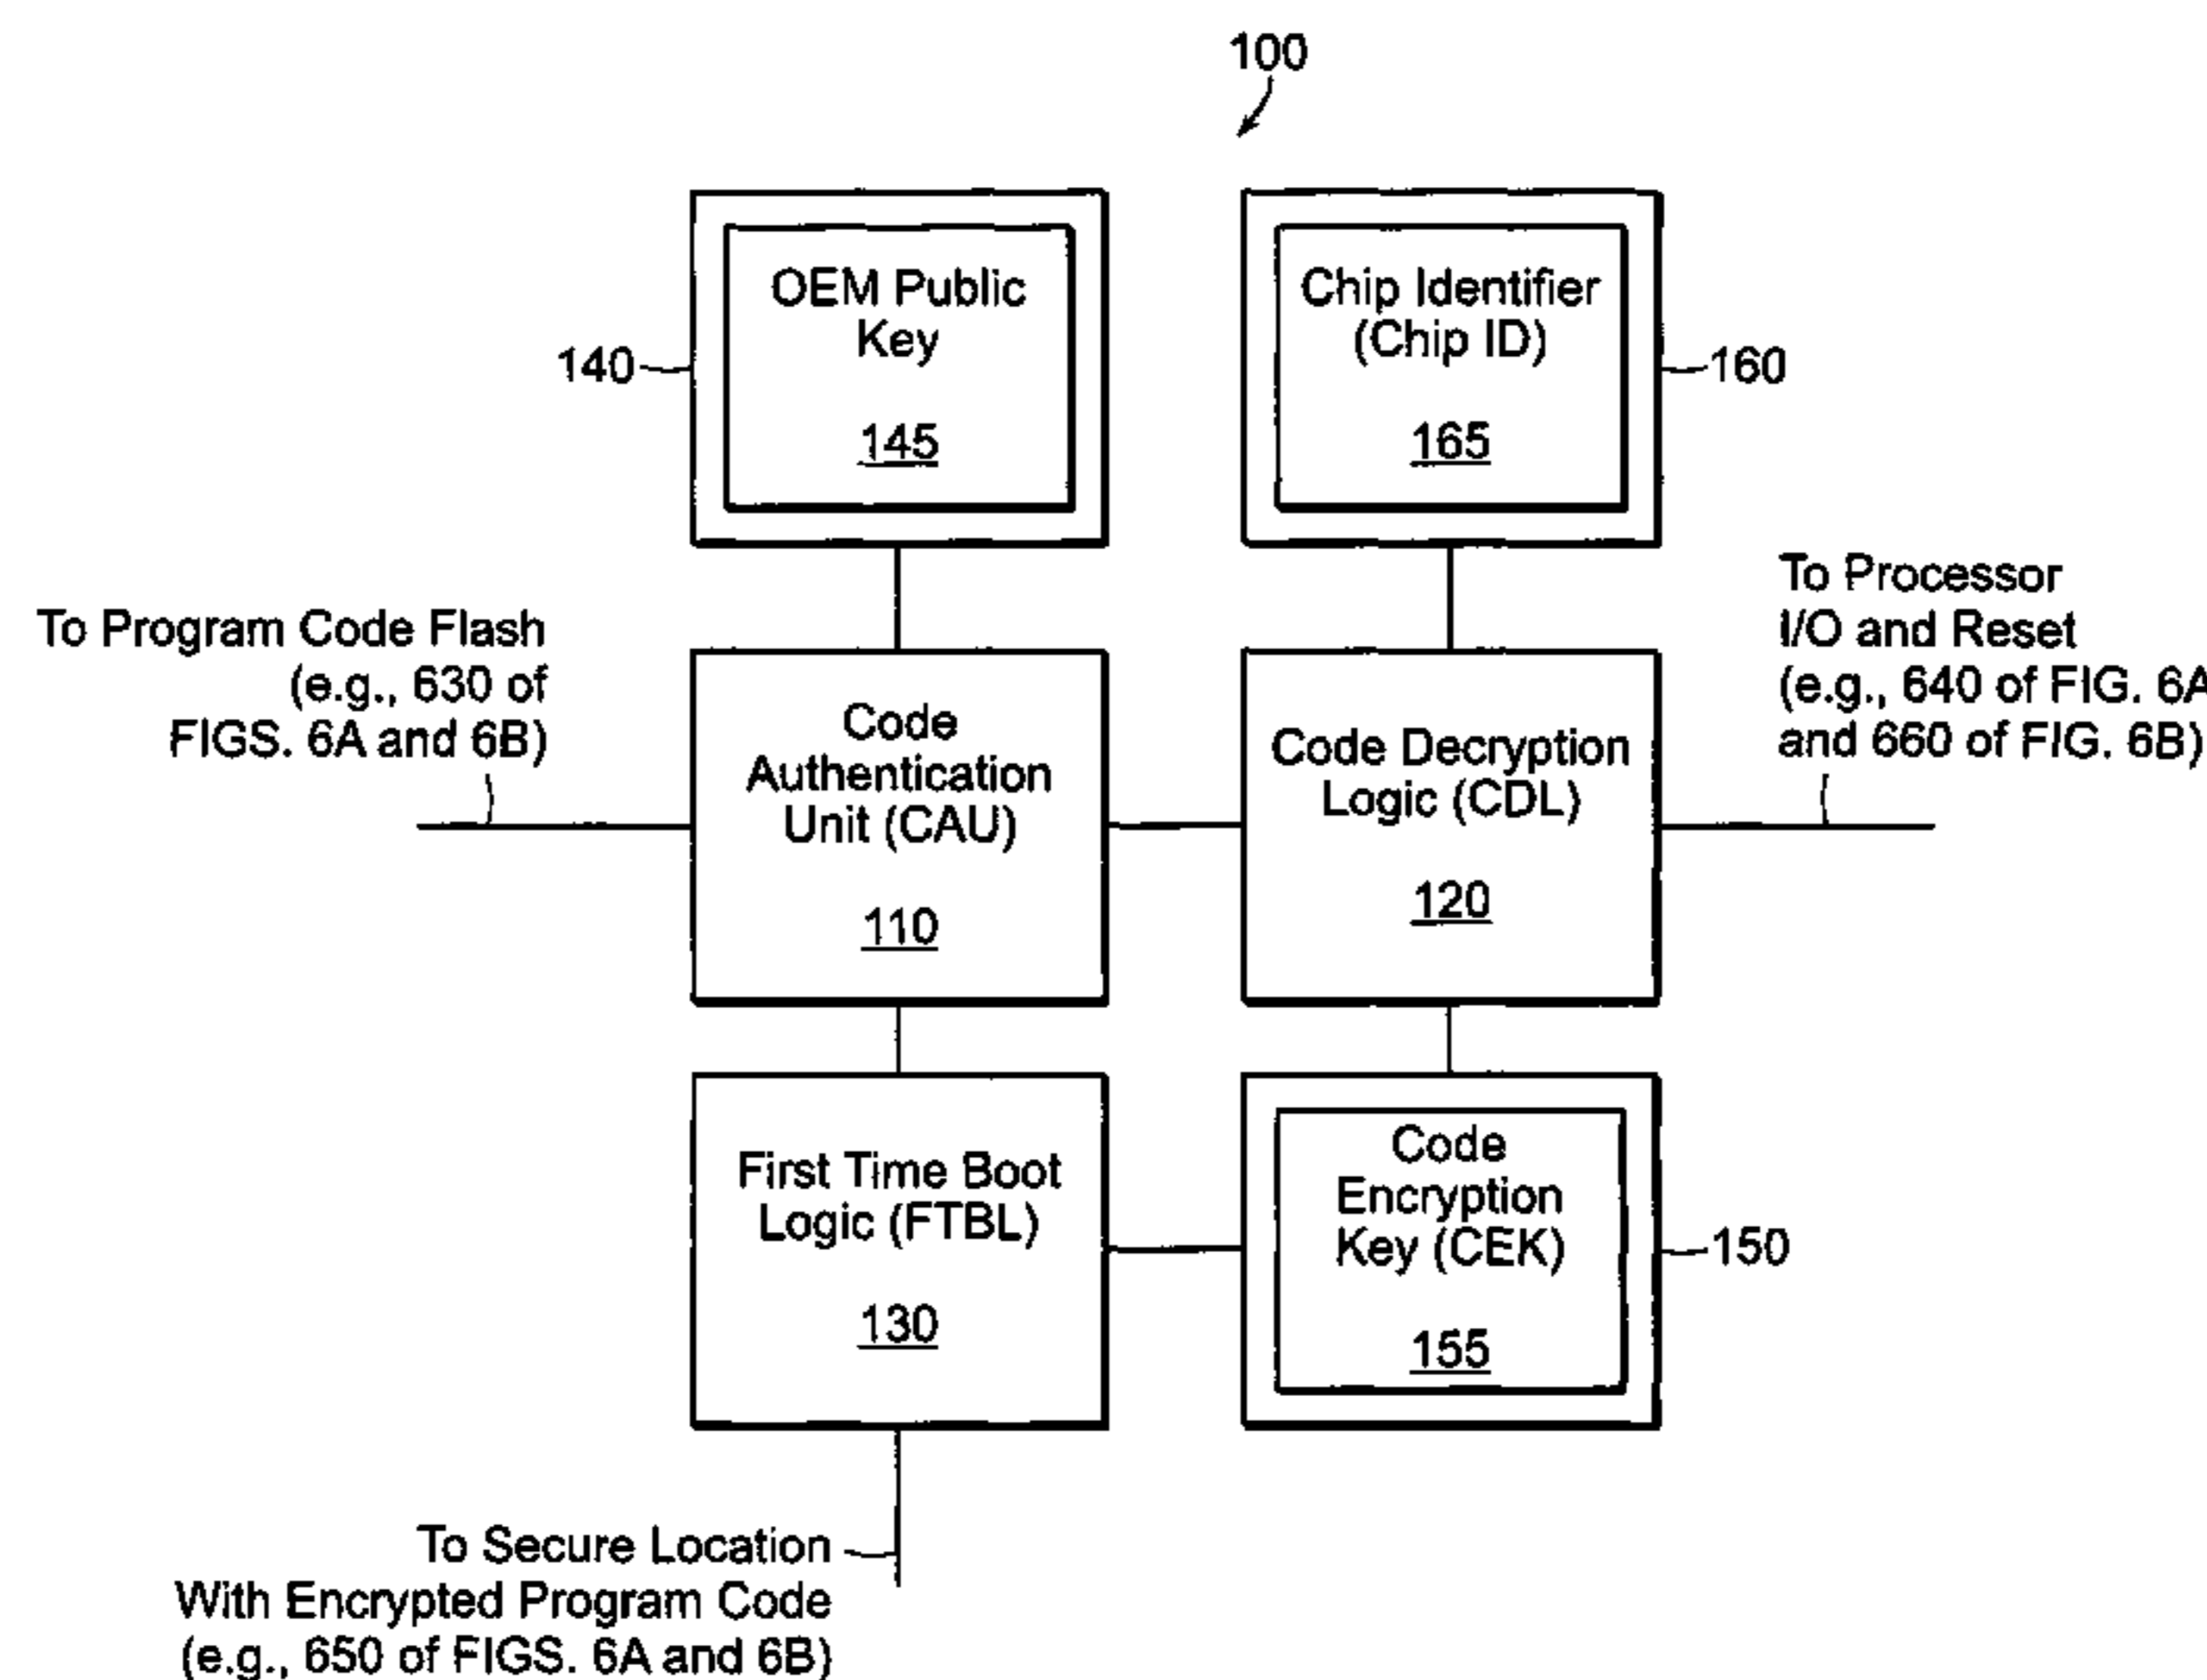 100
OEM Public
Key
145
140
Chip Identifier
(Chip ID)
165
160
To Program Code Flash
(e.g., 630 of
FIGS. 6A and 6B)
Code
Authentication
Unit (CAU)
110
Code Decryption
Logic (CDL)
120
To Processor
I/O and Reset
(e.g., 640 of FIG. 6A
and 660 of FIG. 6B)
First Time Boot
Logic (FTBL)
130
Code
Encryption
Key (CEK)
155
150
To Secure Location
With Encrypted Program Code
(e.g., 650 of FIGS. 6A and 6B)